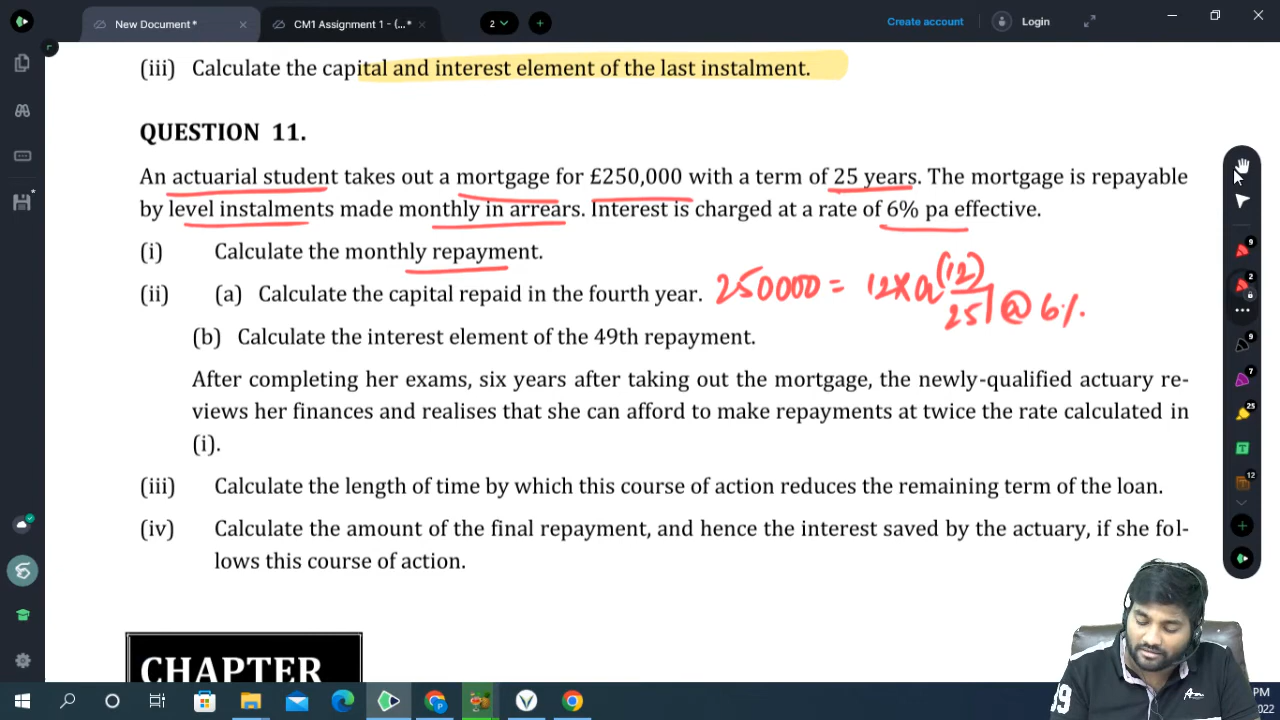 New Document*
CM1 Assignment 1 - (...*
2
Create account
Login
(iii) Calculate the capital and interest element of the last instalment.
QUESTION 11.
An actuarial student takes out a mortgage for £250,000 with a term of 25 years. The mortgage is repayable
by level instalments made monthly in arrears. Interest is charged at a rate of 6% pa effective.
(i) Calculate the monthly repayment.
(ii) (a) Calculate the capital repaid in the fourth year.
250000 = 12×a(12) 25| @ 6%.
(b) Calculate the interest element of the 49th repayment.
After completing her exams, six years after taking out the mortgage, the newly-qualified actuary re-
views her finances and realises that she can afford to make repayments at twice the rate calculated in
(i).
(iii) Calculate the length of time by which this course of action reduces the remaining term of the loan.
(iv) Calculate the amount of the final repayment, and hence the interest saved by the actuary, if she fol-
lows this course of action.
CHAPTER
9
2
9
7
25
12
PM
2022